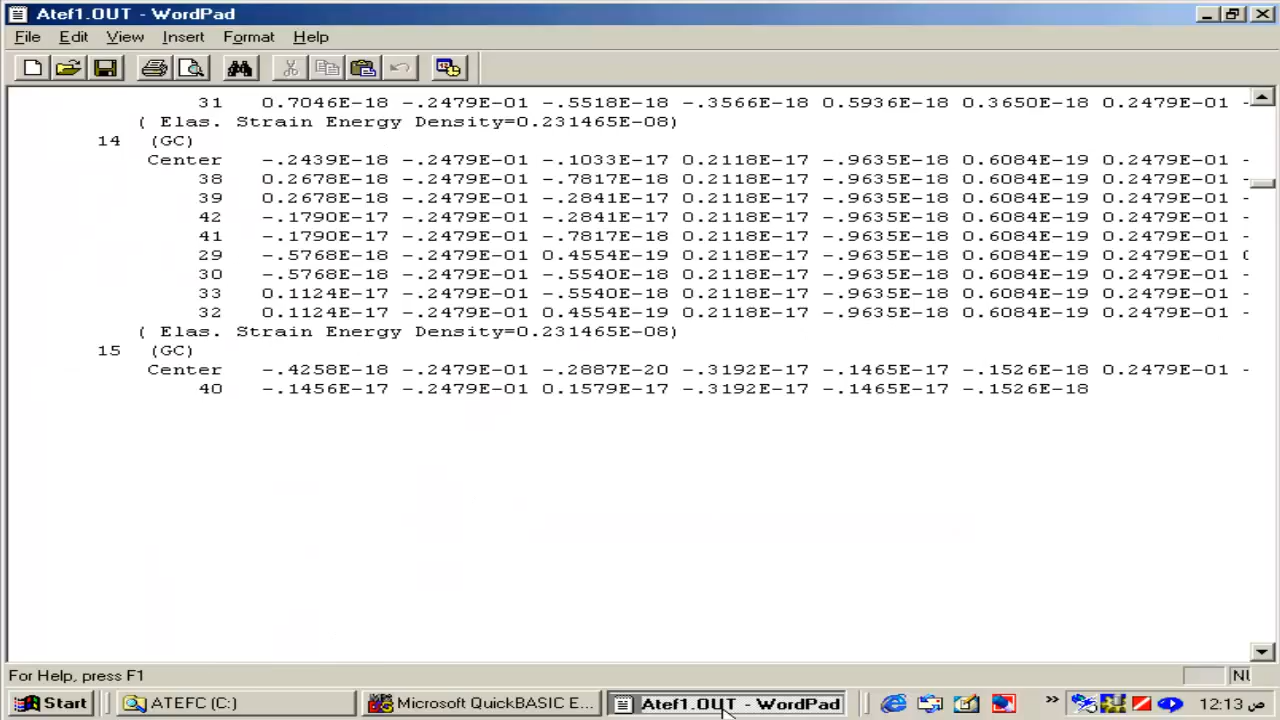 Atef1.OUT - WordPad
File Edit View Insert Format Help
31 0.7046E-18 -.2479E-01 -.5518E-18 -.3566E-18 0.5936E-18 0.3650E-18 0.2479E-01 -
( Elas. Strain Energy Density=0.231465E-08)
14 (GC)
Center -.2439E-18 -.2479E-01 -.1033E-17 0.2118E-17 -.9635E-18 0.6084E-19 0.2479E-01 -
38 0.2678E-18 -.2479E-01 -.7817E-18 0.2118E-17 -.9635E-18 0.6084E-19 0.2479E-01 -
39 0.2678E-18 -.2479E-01 -.2841E-17 0.2118E-17 -.9635E-18 0.6084E-19 0.2479E-01 -
42 -.1790E-17 -.2479E-01 -.2841E-17 0.2118E-17 -.9635E-18 0.6084E-19 0.2479E-01 -
41 -.1790E-17 -.2479E-01 -.7817E-18 0.2118E-17 -.9635E-18 0.6084E-19 0.2479E-01 -
29 -.5768E-18 -.2479E-01 0.4554E-19 0.2118E-17 -.9635E-18 0.6084E-19 0.2479E-01
30 -.5768E-18 -.2479E-01 -.5540E-18 0.2118E-17 -.9635E-18 0.6084E-19 0.2479E-01 -
33 0.1124E-17 -.2479E-01 -.5540E-18 0.2118E-17 -.9635E-18 0.6084E-19 0.2479E-01 -
32 0.1124E-17 -.2479E-01 0.4554E-19 0.2118E-17 -.9635E-18 0.6084E-19 0.2479E-01 -
( Elas. Strain Energy Density=0.231465E-08)
15 (GC)
Center -.4258E-18 -.2479E-01 -.2887E-20 -.3192E-17 -.1465E-17 -.1526E-18 0.2479E-01 -
40 -.1456E-17 -.2479E-01 0.1579E-17 -.3192E-17 -.1465E-17 -.1526E-18
For Help, press F1
Start ATEFC (C:) Microsoft QuickBASIC E... Atef1.OUT - WordPad » 12:13 ص